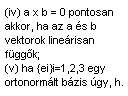 (iv) a x b = 0 pontosan
akkor, ha az a és b
vektorok lineárisan
függők;
(v) ha {ei}i=1,2,3 egy
ortonormált bázis úgy, h.